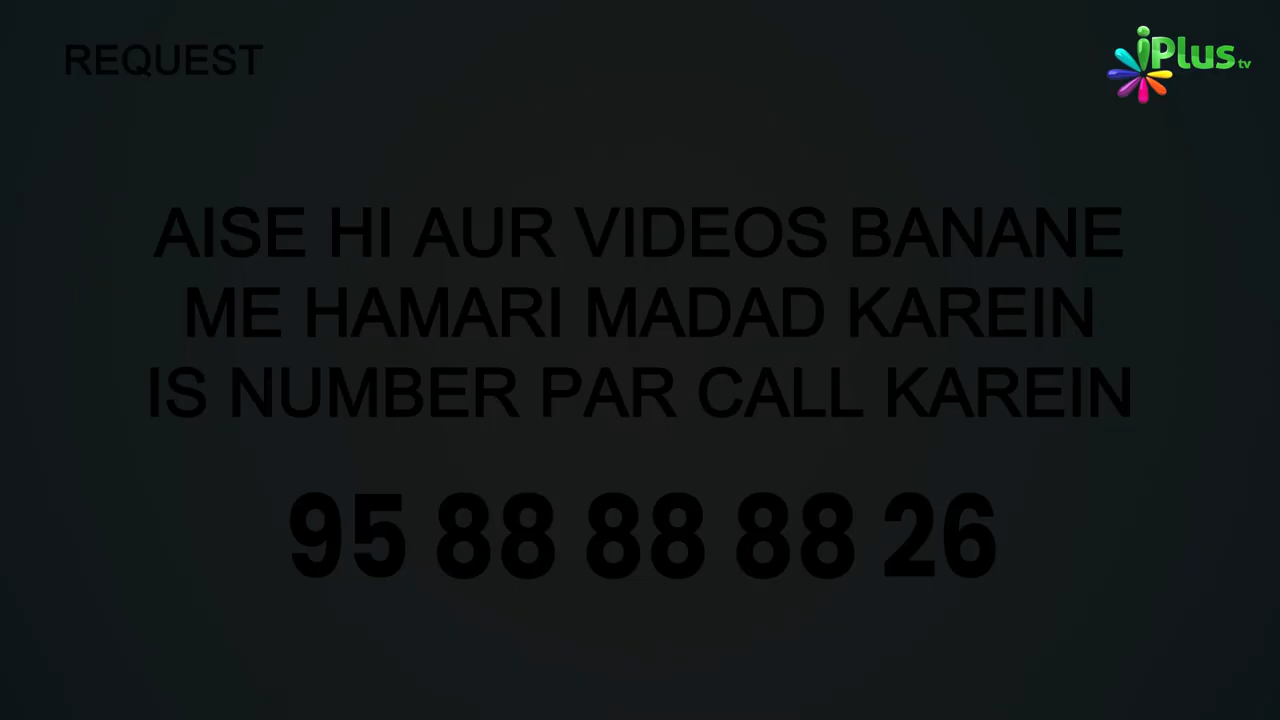 REQUEST
iPlus tv
AISE HI AUR VIDEOS BANANE
ME HAMARI MADAD KAREIN
IS NUMBER PAR CALL KAREIN
95 88 88 88 26